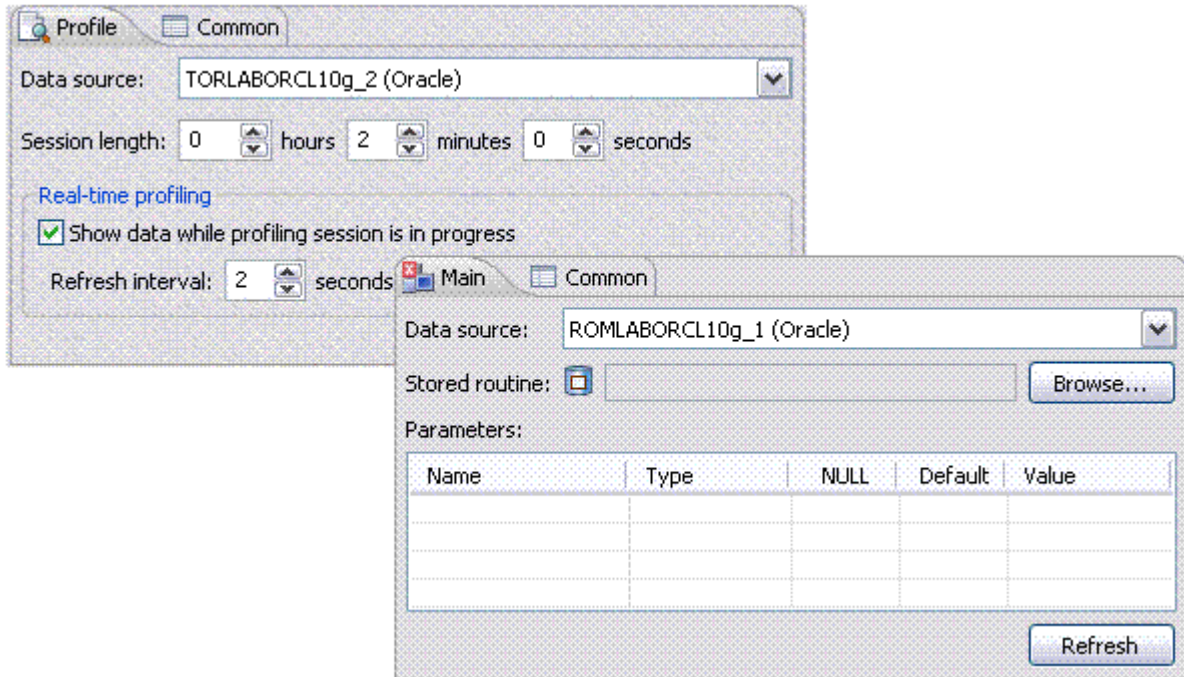 Profile Common
Data source: TORLABORCL10g_2 (Oracle)
Session length: 0 hours 2 minutes 0 seconds
Real-time profiling
Show data while profiling session is in progress
Refresh interval: 2 seconds
Main Common
Data source: ROMLABORCL10g_1 (Oracle)
Stored routine: Browse...
Parameters:
Name Type NULL Default Value
Refresh